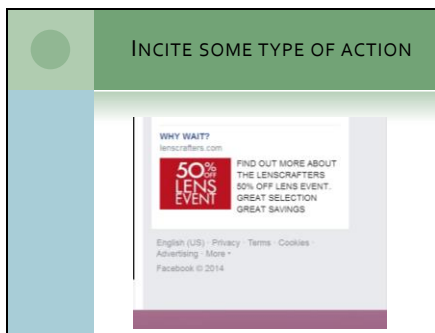 INCITE SOME TYPE OF ACTION
WHY WAIT?
lenscrafters.com
50% OFF
LENS
EVENT
FIND OUT MORE ABOUT
THE LENSCRAFTERS
50% OFF LENS EVENT.
GREAT SELECTION
GREAT SAVINGS
English (US) · Privacy · Terms · Cookies ·
Advertising · More
Facebook © 2014